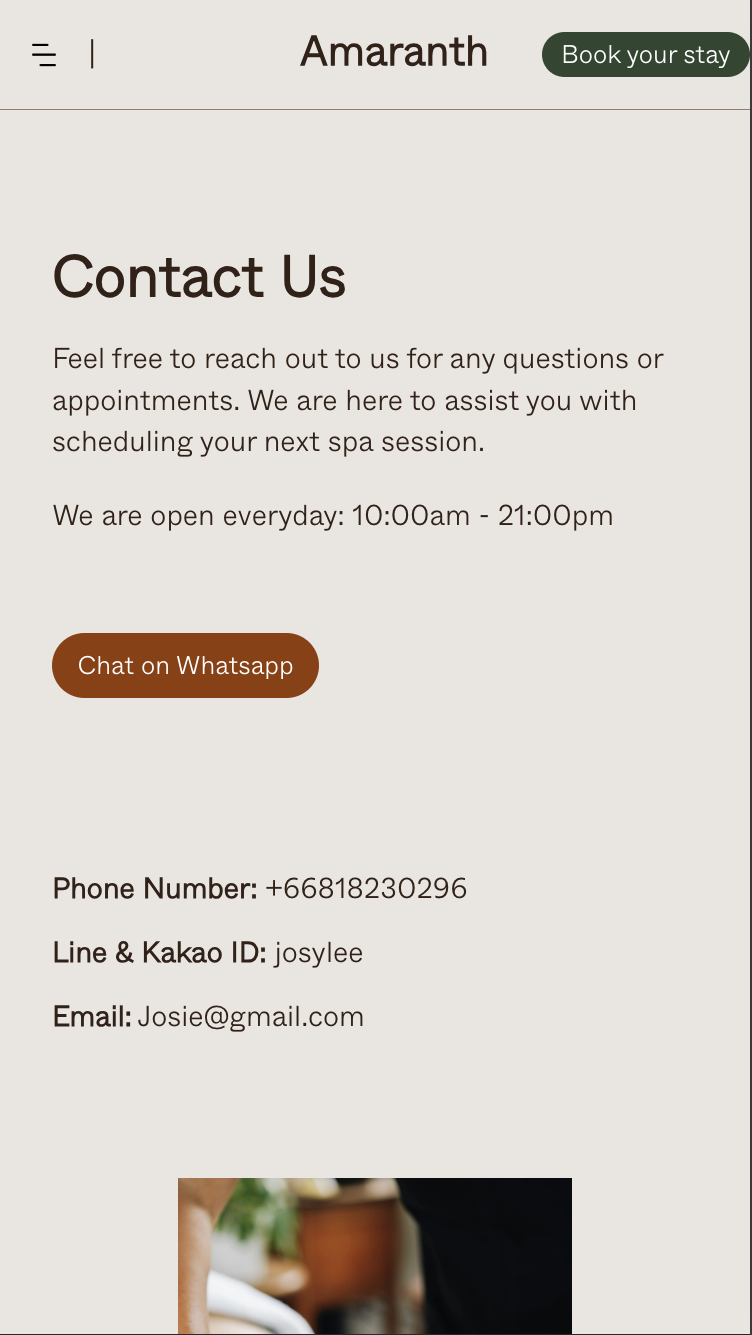 Amaranth
Book your stay
Contact Us
Feel free to reach out to us for any questions or
appointments. We are here to assist you with
scheduling your next spa session.
We are open everyday: 10:00am - 21:00pm
Chat on Whatsapp
Phone Number: +66818230296
Line & Kakao ID: josylee
Email: Josie@gmail.com